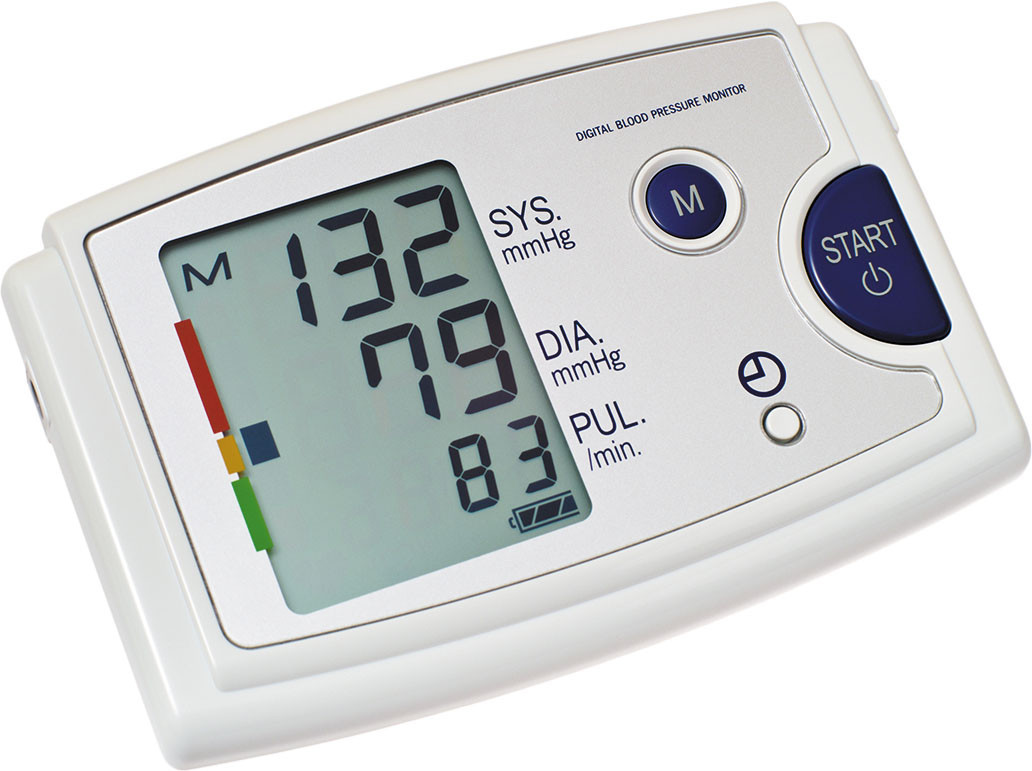 DIGITAL BLOOD PRESSURE MONITOR
M
START
M
132
SYS.
mmHg
79
DIA.
mmHg
83
PUL.
/min.